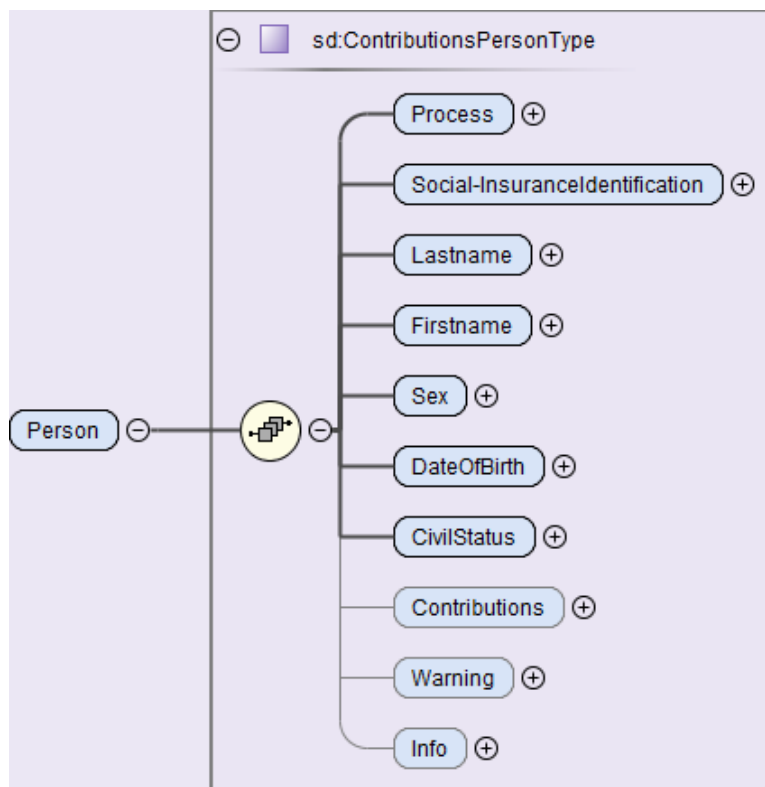 sd:ContributionsPersonType
Process
Social-InsuranceIdentification
Lastname
Firstname
Sex
Person
DateOfBirth
CivilStatus
Contributions
Warning
Info